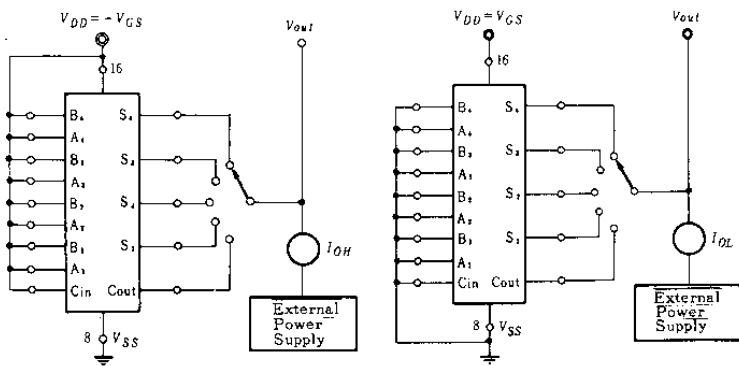 VDD = - VGS
Vout
16
B4
A4
B3
A3
B2
A2
B1
A1
Cin
S4
S3
S4
S1
Cout
IOH
External
Power
Supply
8
VSS
VDD = VGS
Vout
16
B4
A4
B3
A3
B2
A2
B1
A1
Cin
S4
S3
S2
S1
Cout
IOL
External
Power
Supply
8
VSS